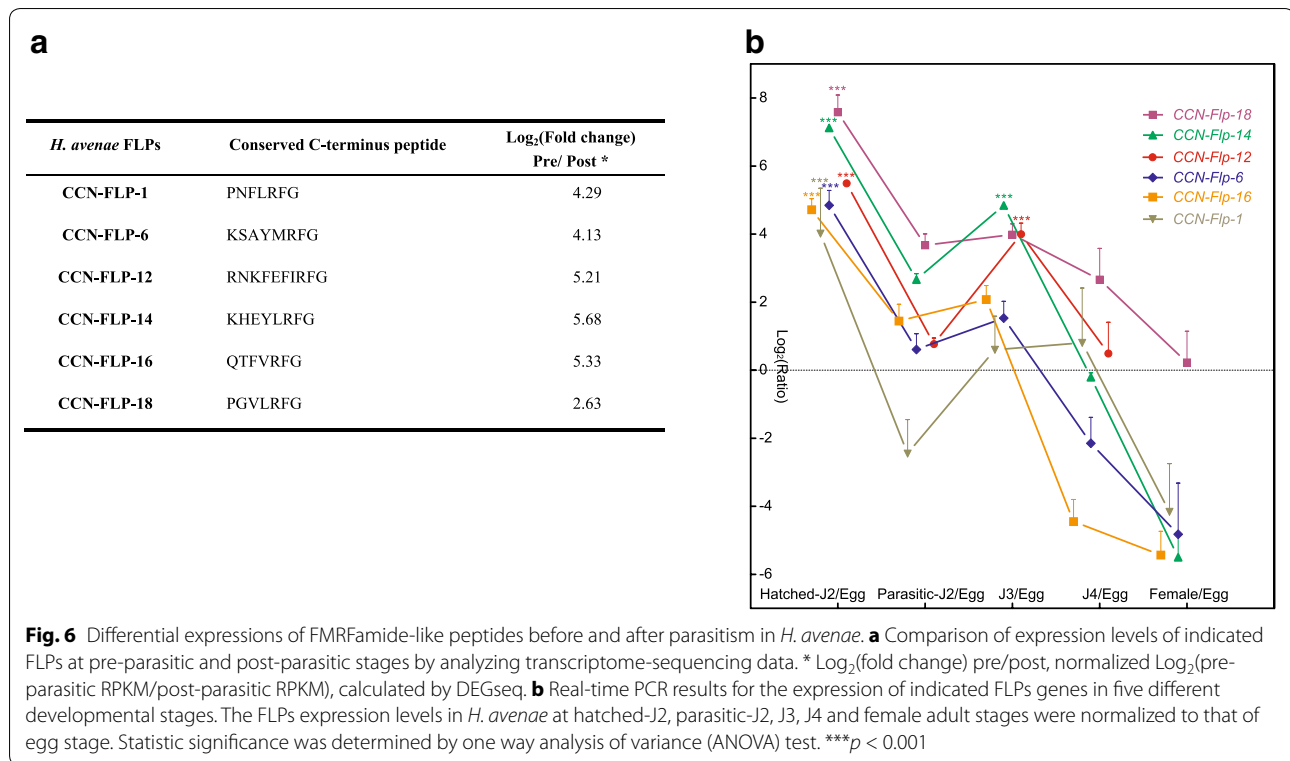 a
H. avenae FLPs Conserved C-terminus peptide Log2(Fold change)
Pre/ Post *
CCN-FLP-1 PNFLRFG 4.29
CCN-FLP-6 KSAYMRFG 4.13
CCN-FLP-12 RNKFEFIRFG 5.21
CCN-FLP-14 KHEYLRFG 5.68
CCN-FLP-16 QTFVRFG 5.33
CCN-FLP-18 PGVLRFG 2.63
b
8
6
4
2
0
-2
-4
-6
Log2(Ratio)
***
***
***
***
***
***
***
***
CCN-Flp-18
CCN-Flp-14
CCN-Flp-12
CCN-Flp-6
CCN-Flp-16
CCN-Flp-1
Hatched-J2/Egg Parasitic-J2/Egg J3/Egg J4/Egg Female/Egg
Fig. 6 Differential expressions of FMRFamide-like peptides before and after parasitism in H. avenae. a Comparison of expression levels of indicated
FLPs at pre-parasitic and post-parasitic stages by analyzing transcriptome-sequencing data. * Log2(fold change) pre/post, normalized Log2(pre-
parasitic RPKM/post-parasitic RPKM), calculated by DEGseq. b Real-time PCR results for the expression of indicated FLPs genes in five different
developmental stages. The FLPs expression levels in H. avenae at hatched-J2, parasitic-J2, J3, J4 and female adult stages were normalized to that of
egg stage. Statistic significance was determined by one way analysis of variance (ANOVA) test. ***p < 0.001